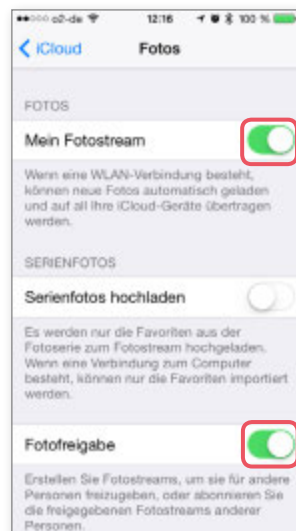 o2-de 12:16 100 %
iCloud Fotos
FOTOS
Mein Fotostream
Wenn eine WLAN-Verbindung besteht,
können neue Fotos automatisch geladen
und auf all Ihre iCloud-Geräte übertragen
werden.
SERIENFOTOS
Serienfotos hochladen
Es werden nur die Favoriten aus der
Fotoserie zum Fotostream hochgeladen.
Wenn eine Verbindung zum Computer
besteht, können nur die Favoriten importiert
werden.
Fotofreigabe
Erstellen Sie Fotostreams, um sie für andere
Personen freizugeben, oder abonnieren Sie
die freigegebenen Fotostreams anderer
Personen.